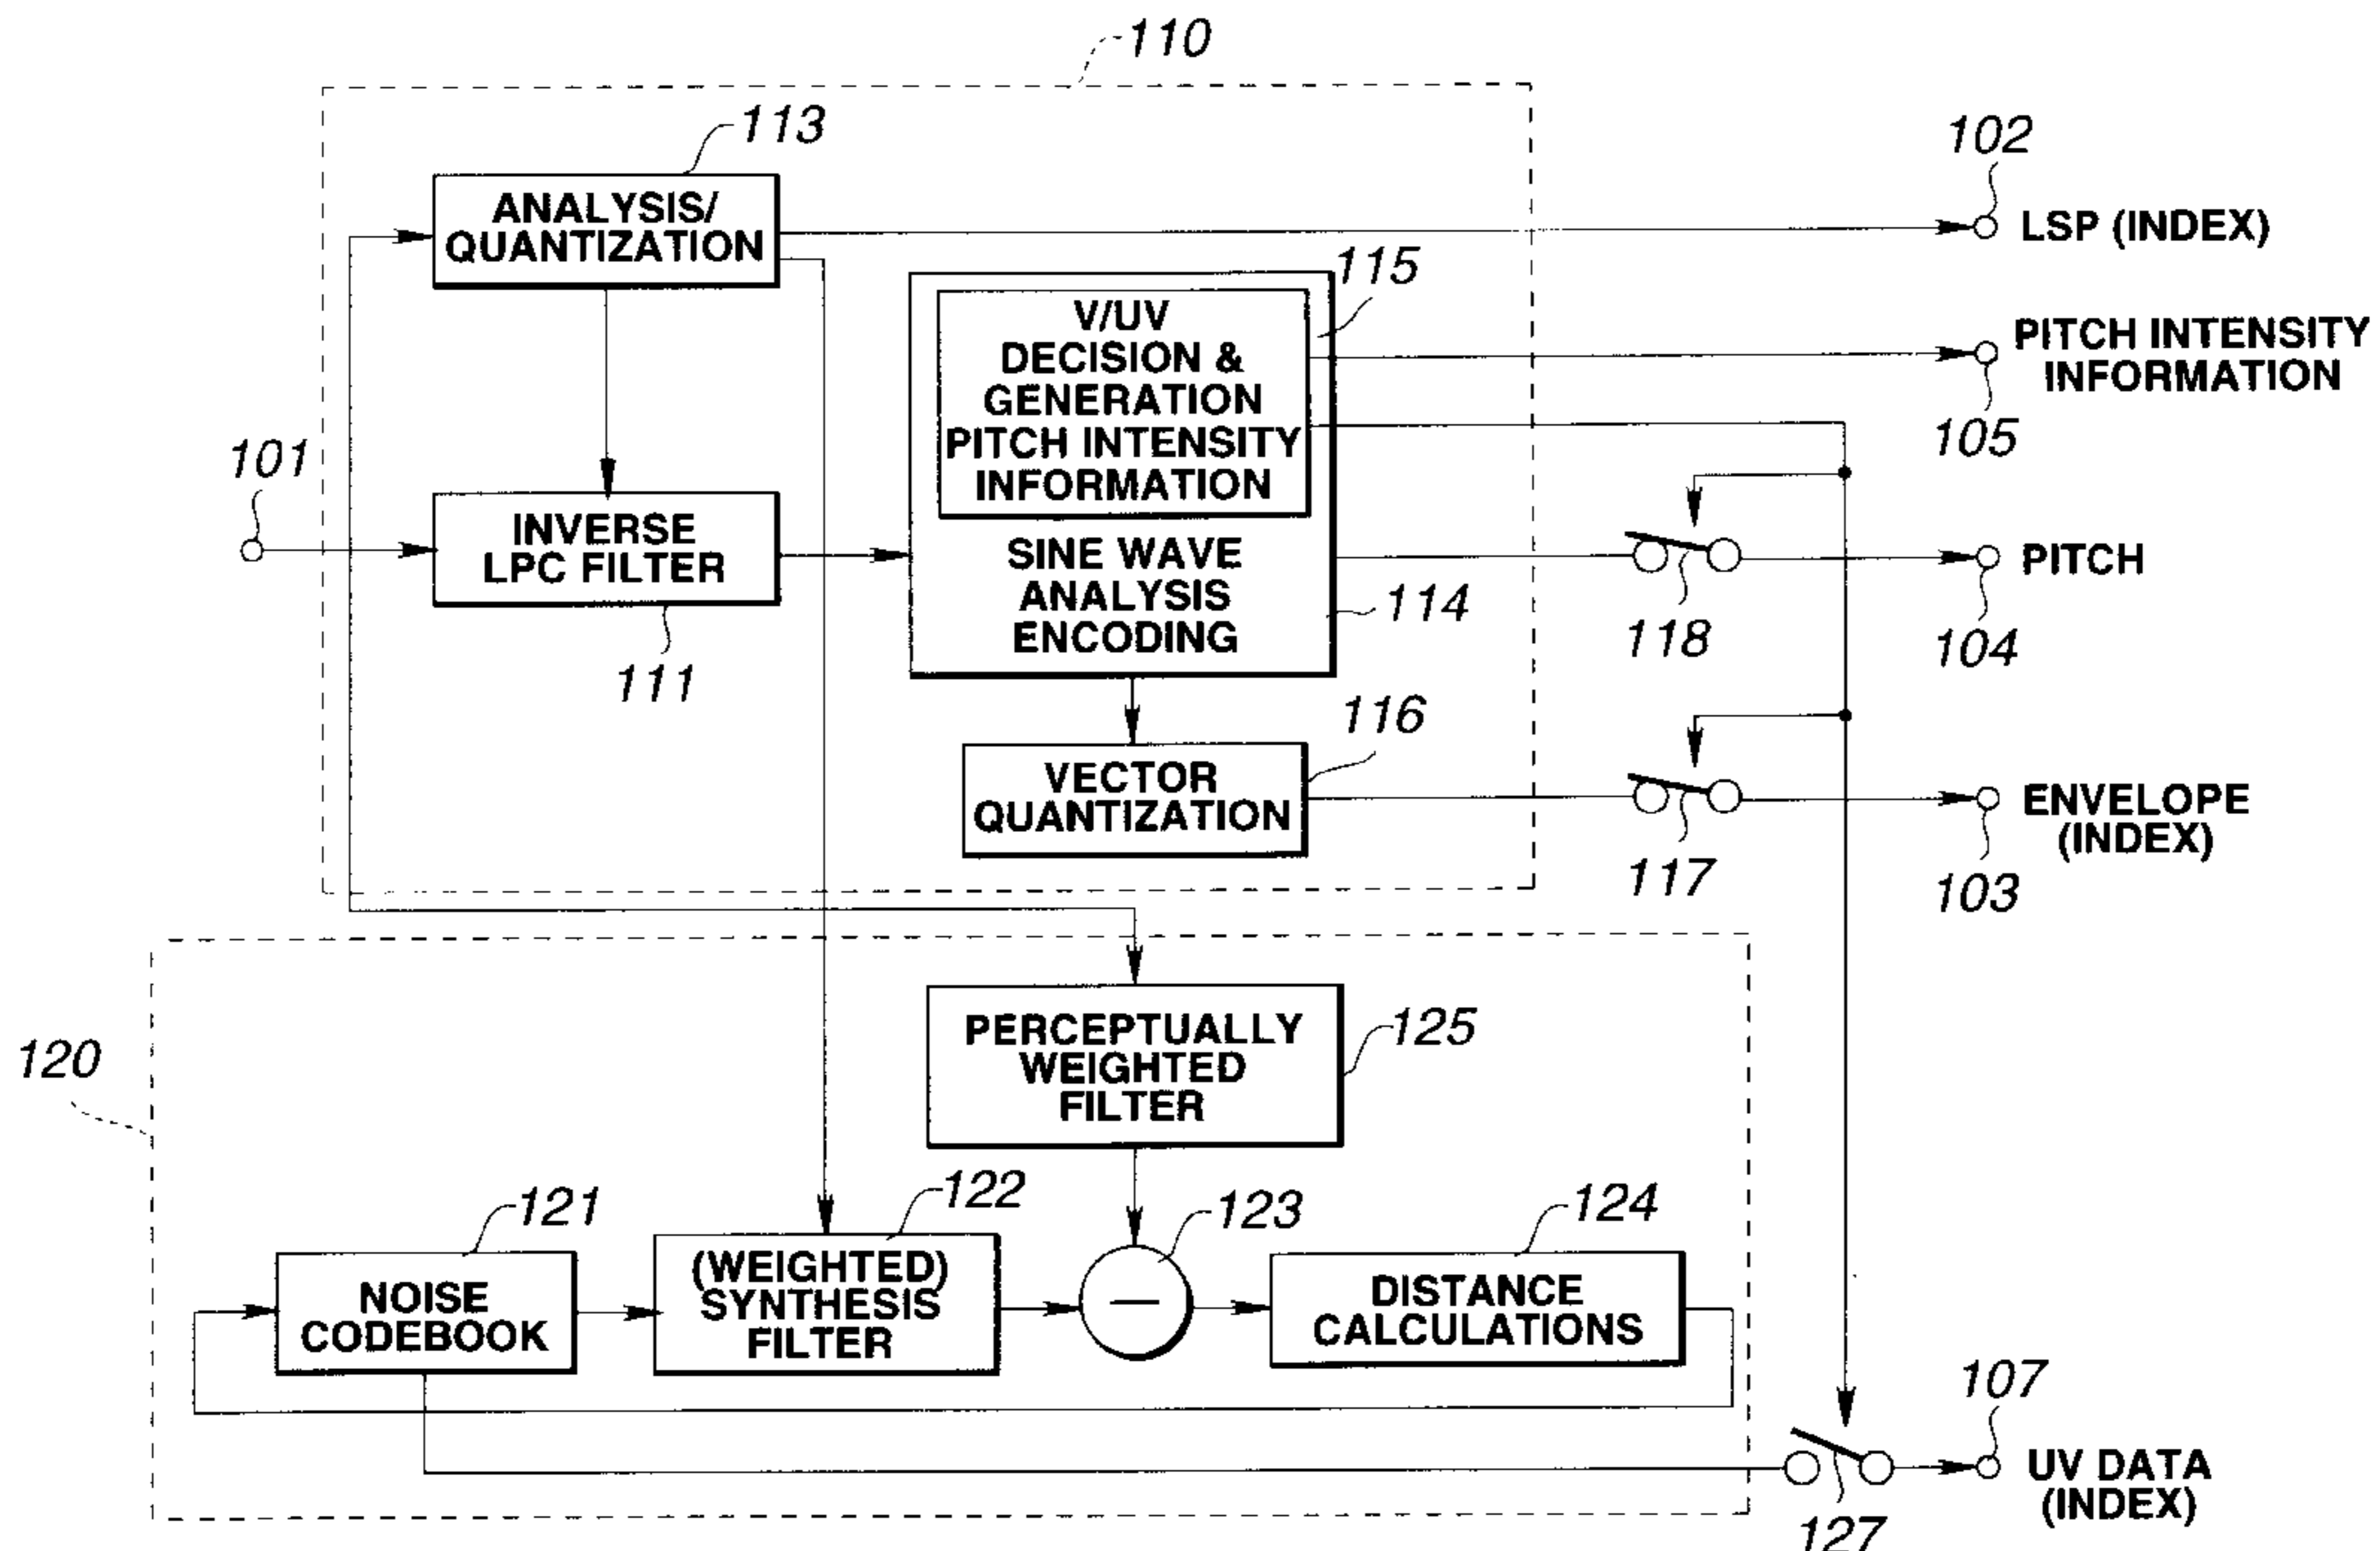 110
113
ANALYSIS/
QUANTIZATION
102
LSP (INDEX)
115
V/UV
DECISION &
GENERATION
PITCH INTENSITY
INFORMATION
PITCH INTENSITY
INFORMATION
105
101
INVERSE
LPC FILTER
111
SINE WAVE
ANALYSIS
ENCODING
114
118
PITCH
104
116
VECTOR
QUANTIZATION
117
ENVELOPE
(INDEX)
103
120
PERCEPTUALLY
WEIGHTED
FILTER
125
121
NOISE
CODEBOOK
122
(WEIGHTED)
SYNTHESIS
FILTER
123
124
DISTANCE
CALCULATIONS
107
UV DATA
(INDEX)
127